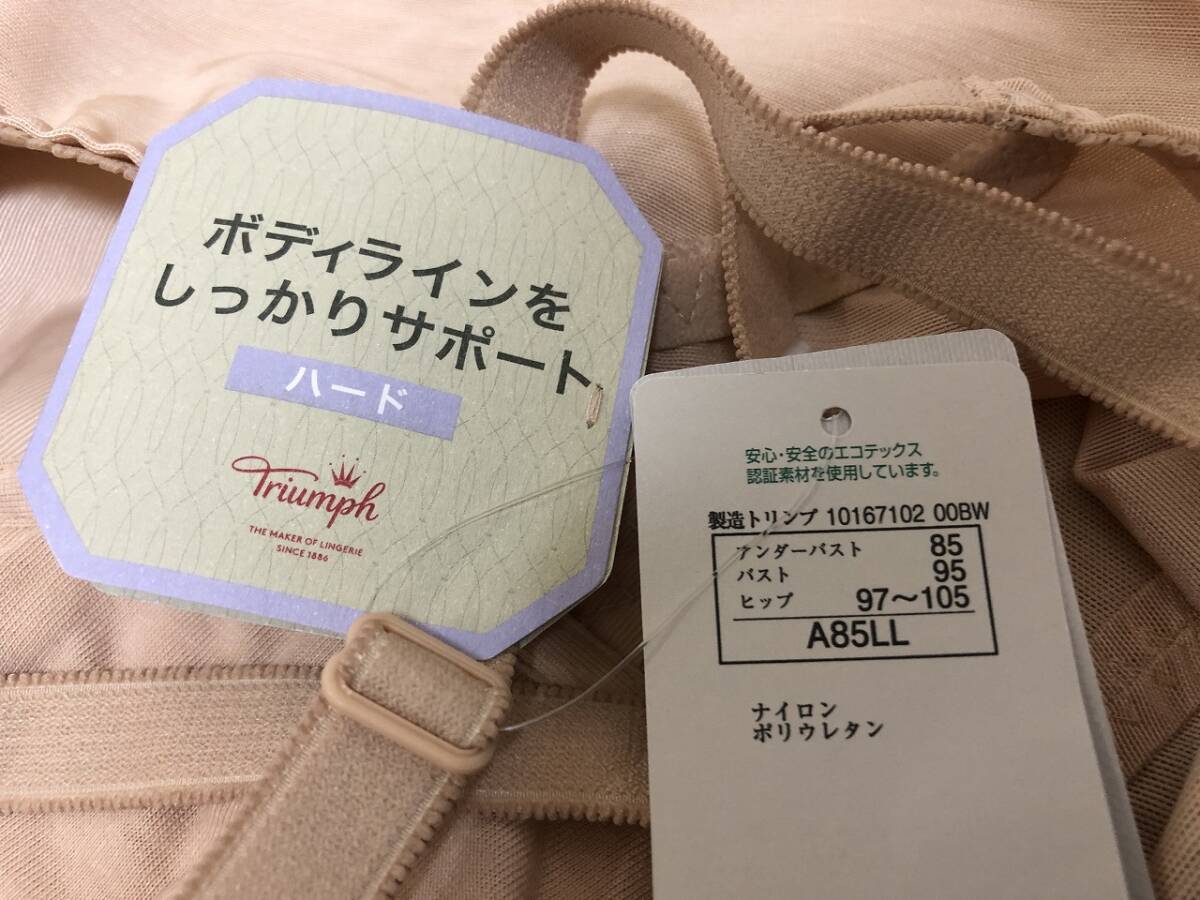 ボディラインを
しっかりサポート
ハード
Triumph
THE MAKER OF LINGERIE
SINCE 1886
安心・安全のエコテックス
認証素材を使用しています。
製造トリンプ 10167102 00BW
アンダーバスト 85
バスト 95
ヒップ 97〜105
A85LL
ナイロン
ポリウレタン